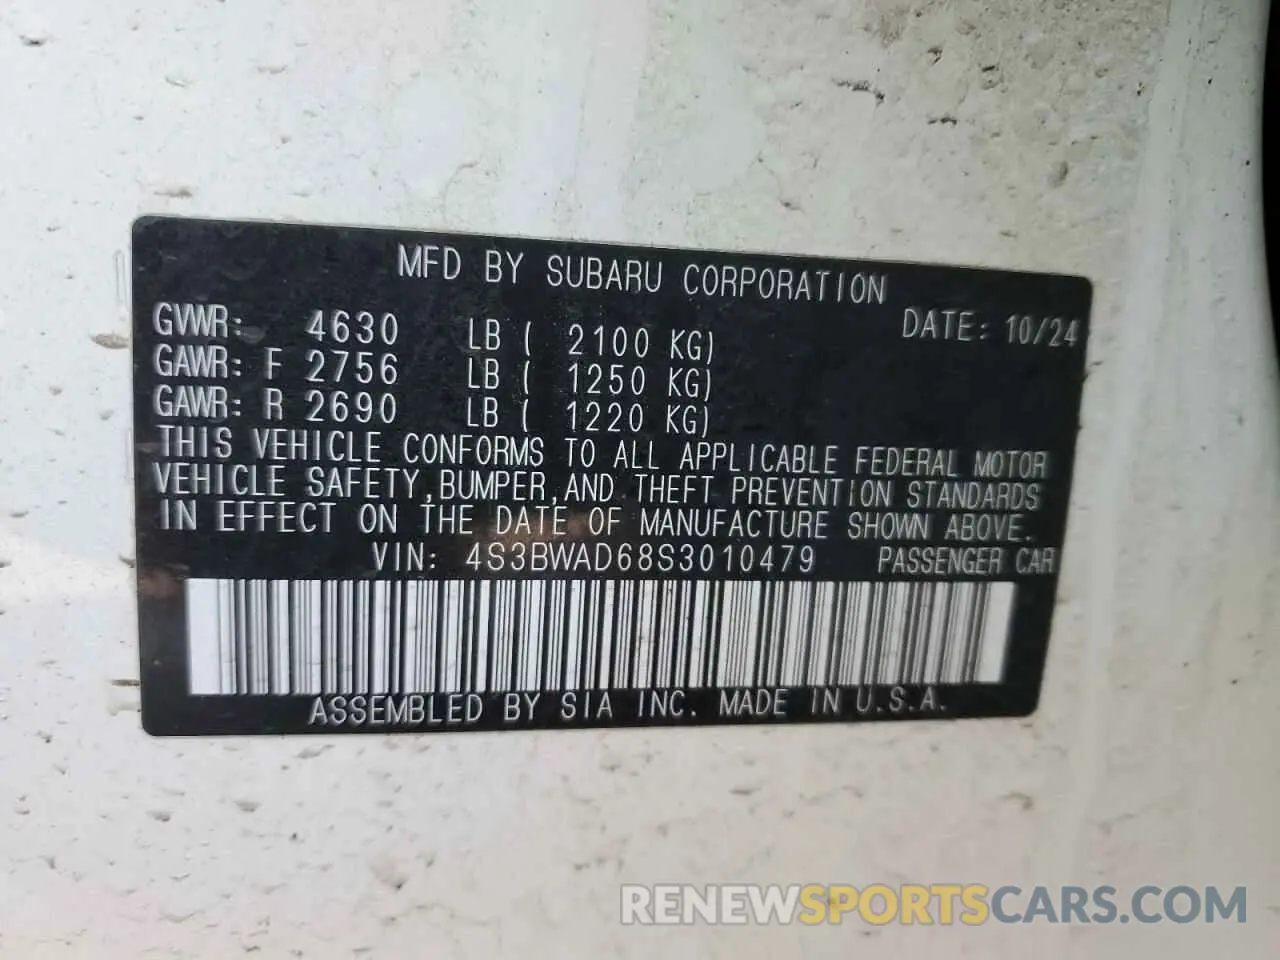 MFD BY SUBARU CORPORATION
DATE: 10/24
GVWR: 4630 LB ( 2100 KG)
GAWR: F 2756 LB ( 1250 KG)
GAWR: R 2690 LB ( 1220 KG)
THIS VEHICLE CONFORMS TO ALL APPLICABLE FEDERAL MOTOR
VEHICLE SAFETY,BUMPER,AND THEFT PREVENTION STANDARDS
IN EFFECT ON THE DATE OF MANUFACTURE SHOWN ABOVE.
VIN: 4S3BWAD68S3010479 PASSENGER CAR
ASSEMBLED BY SIA INC. MADE IN U.S.A.
RENEWSPORTSCARS.COM